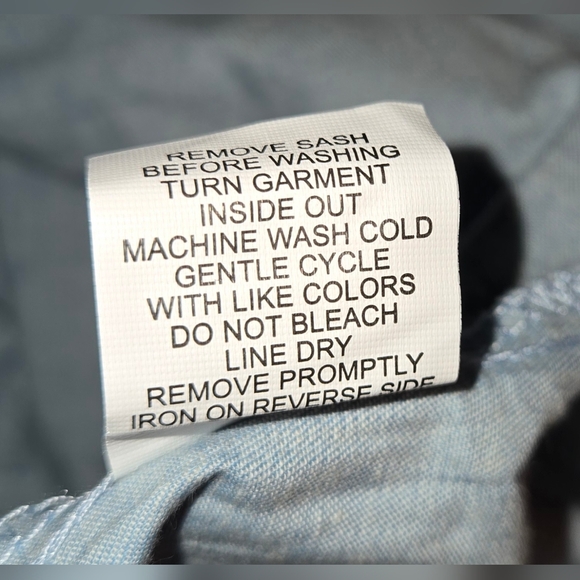 REMOVE SASH
BEFORE WASHING
TURN GARMENT
INSIDE OUT
MACHINE WASH COLD
GENTLE CYCLE
WITH LIKE COLORS
DO NOT BLEACH
LINE DRY
REMOVE PROMPTLY
IRON ON REVERSE SIDE